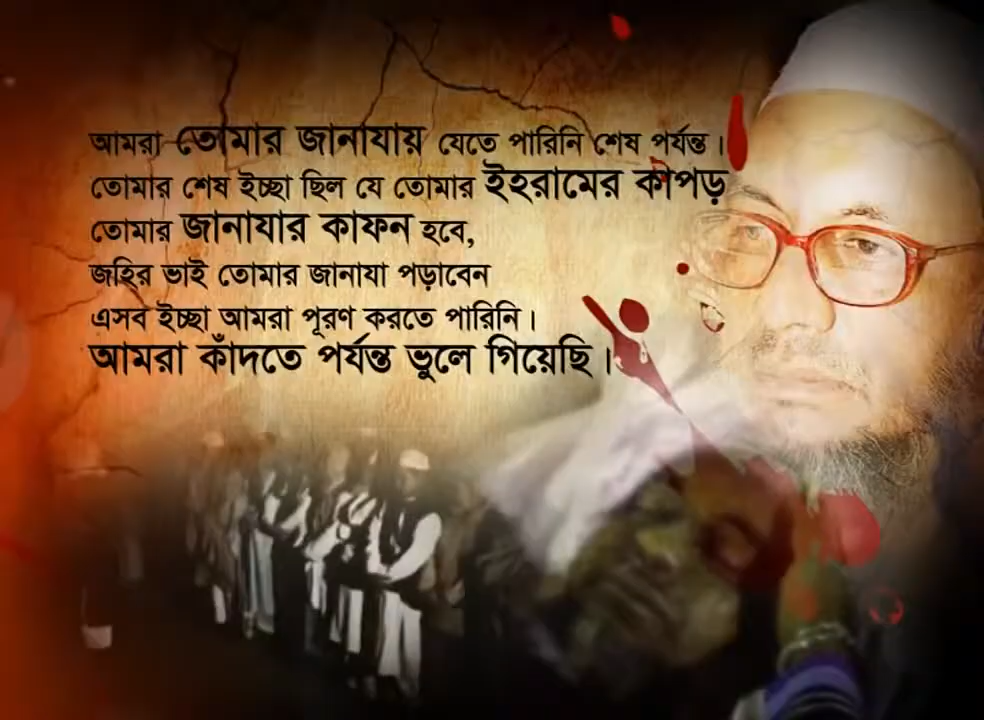 আমরা তোমার জানাযায় যেতে পারিনি শেষ পর্যন্ত।
তোমার শেষ ইচ্ছা ছিল যে তোমার ইহরামের কাপড়
তোমার জানাযার কাফন হবে,
জহির ভাই তোমার জানাযা পড়াবেন
এসব ইচ্ছা আমরা পূরণ করতে পারিনি।
আমরা কাঁদতে পর্যন্ত ভুলে গিয়েছি।